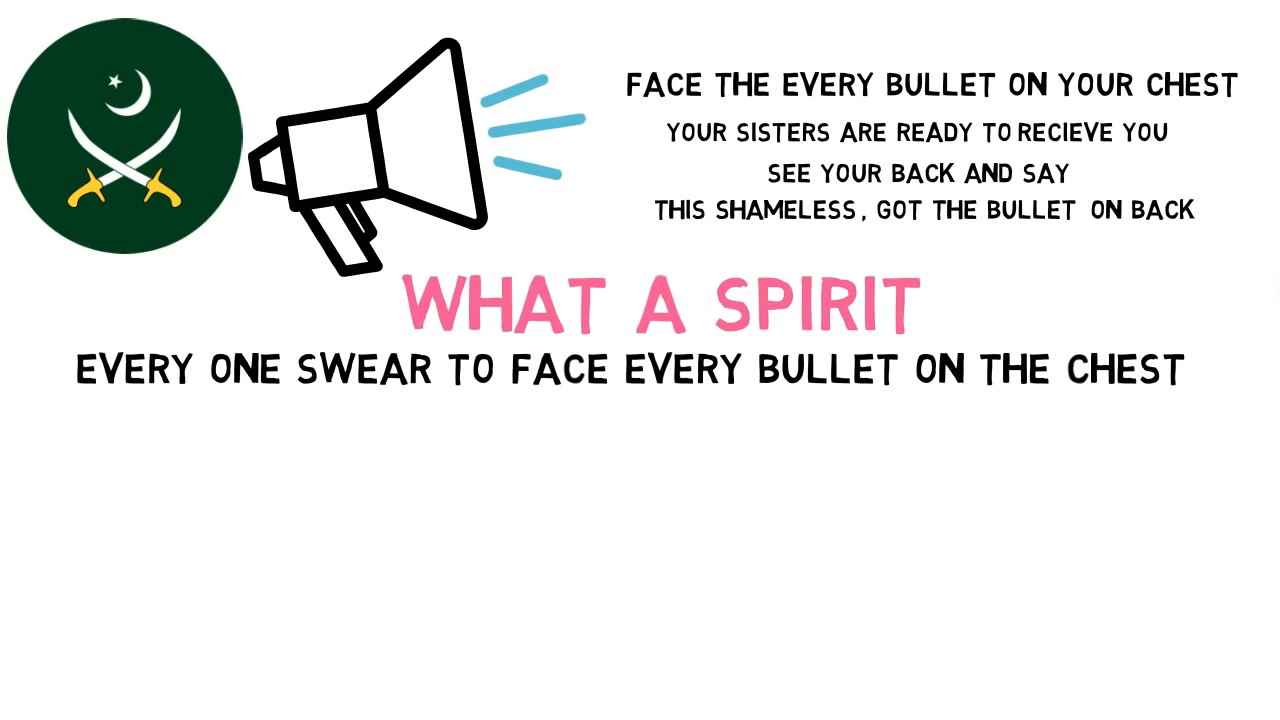 FACE THE EVERY BULLET ON YOUR CHEST
YOUR SISTERS ARE READY TO RECIEVE YOU
SEE YOUR BACK AND SAY
THIS SHAMELESS, GOT THE BULLET ON BACK
WHAT A SPIRIT
EVERY ONE SWEAR TO FACE EVERY BULLET ON THE CHEST